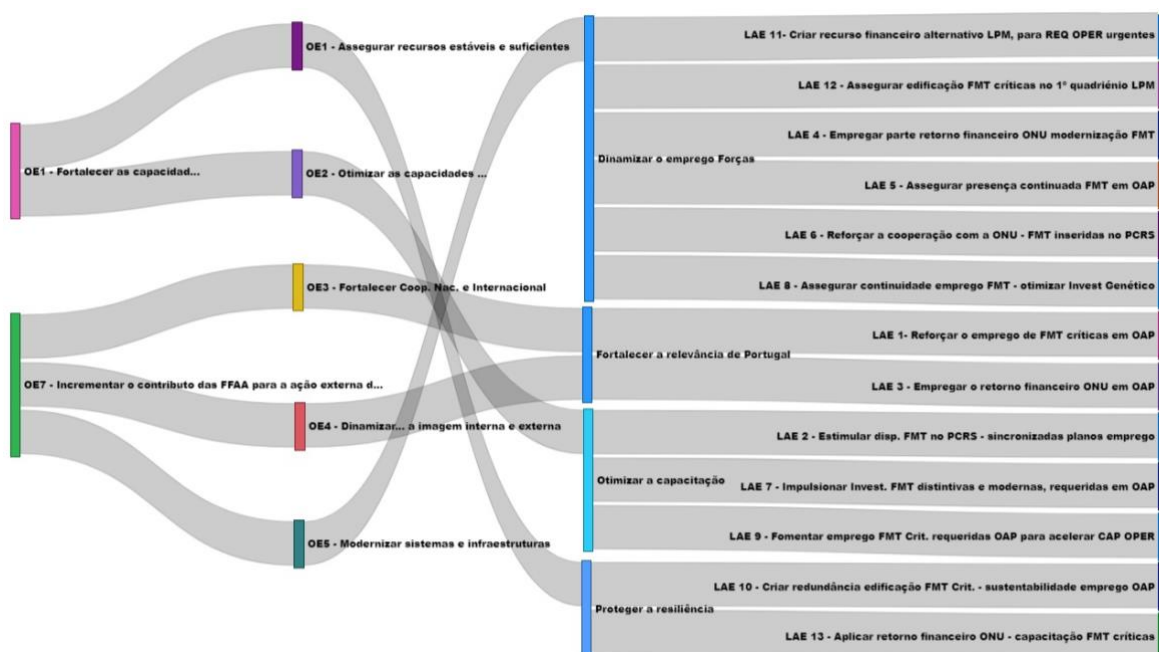 OE1 - Fortalecer as capacidad...
OE7 - Incrementar o contributo das FFAA para a ação externa d...
OE1 - Assegurar recursos estáveis e suficientes
OE2 - Otimizar as capacidades ...
OE3 - Fortalecer Coop. Nac. e Internacional
OE4 - Dinamizar... a imagem interna e externa
OE5 - Modernizar sistemas e infraestruturas
Dinamizar o emprego Forças
Fortalecer a relevância de Portugal
Otimizar a capacitação
Proteger a resiliência
LAE 11- Criar recurso financeiro alternativo LPM, para REQ OPER urgentes
LAE 12 - Assegurar edificação FMT críticas no 1º quadriénio LPM
LAE 4 - Empregar parte retorno financeiro ONU modernização FMT
LAE 5 - Assegurar presença continuada FMT em OAP
LAE 6 - Reforçar a cooperação com a ONU - FMT inseridas no PCRS
LAE 8 - Assegurar continuidade emprego FMT - otimizar Invest Genético
LAE 1- Reforçar o emprego de FMT críticas em OAP
LAE 3 - Empregar o retorno financeiro ONU em OAP
LAE 2 - Estimular disp. FMT no PCRS - sincronizadas planos emprego
LAE 7 - Impulsionar Invest. FMT distintivas e modernas, requeridas em OAP
LAE 9 - Fomentar emprego FMT Crit. requeridas OAP para acelerar CAP OPER
LAE 10 - Criar redundância edificação FMT Crit. - sustentabilidade emprego OAP
LAE 13 - Aplicar retorno financeiro ONU - capacitação FMT críticas